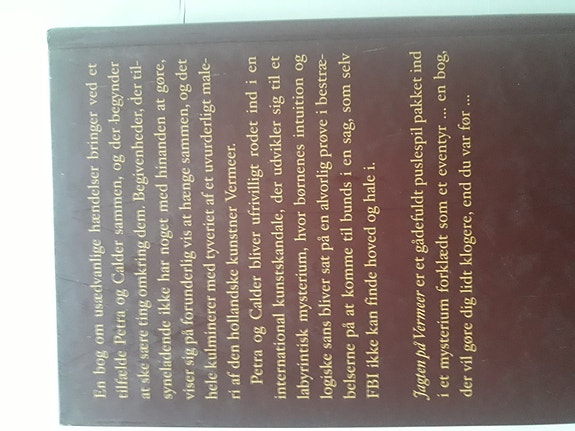 En bog om usædvanlige hændelser bringer ved et
tilfælde Petra og Calder sammen, og der begynder
at ske sære ting omkring dem. Begivenheder, der til-
syneladende ikke har noget med hinanden at gøre,
viser sig på forunderlig vis at hænge sammen, og det
hele kulminerer med tyveriet af et uvurderligt male-
ri af den hollandske kunstner Vermeer.
Petra og Calder bliver ufrivilligt rodet ind i en
international kunstskandale, der udvikler sig til et
labyrintisk mysterium, hvor børnenes intuition og
logiske sans bliver sat på en alvorlig prøve i bestræ-
belserne på at komme til bunds i en sag, som selv
FBI ikke kan finde hoved og hale i.
Jagten på Vermeer er et gådefuldt puslespil pakket ind
i et mysterium forklædt som et eventyr ... en bog,
der vil gøre dig lidt klogere, end du var før ...